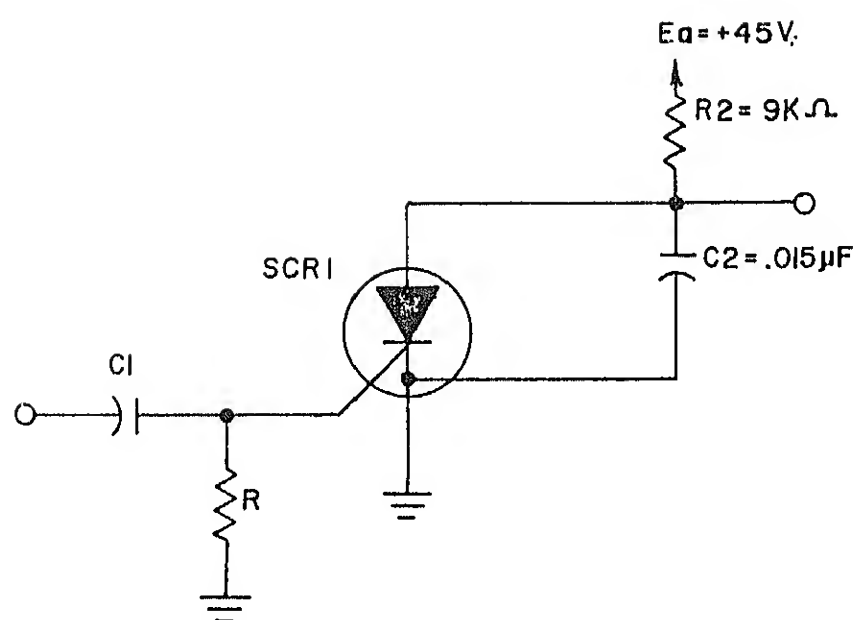 Ea=+45V.
R2=9KΩ
SCR1
C2=.015µF
C1
R